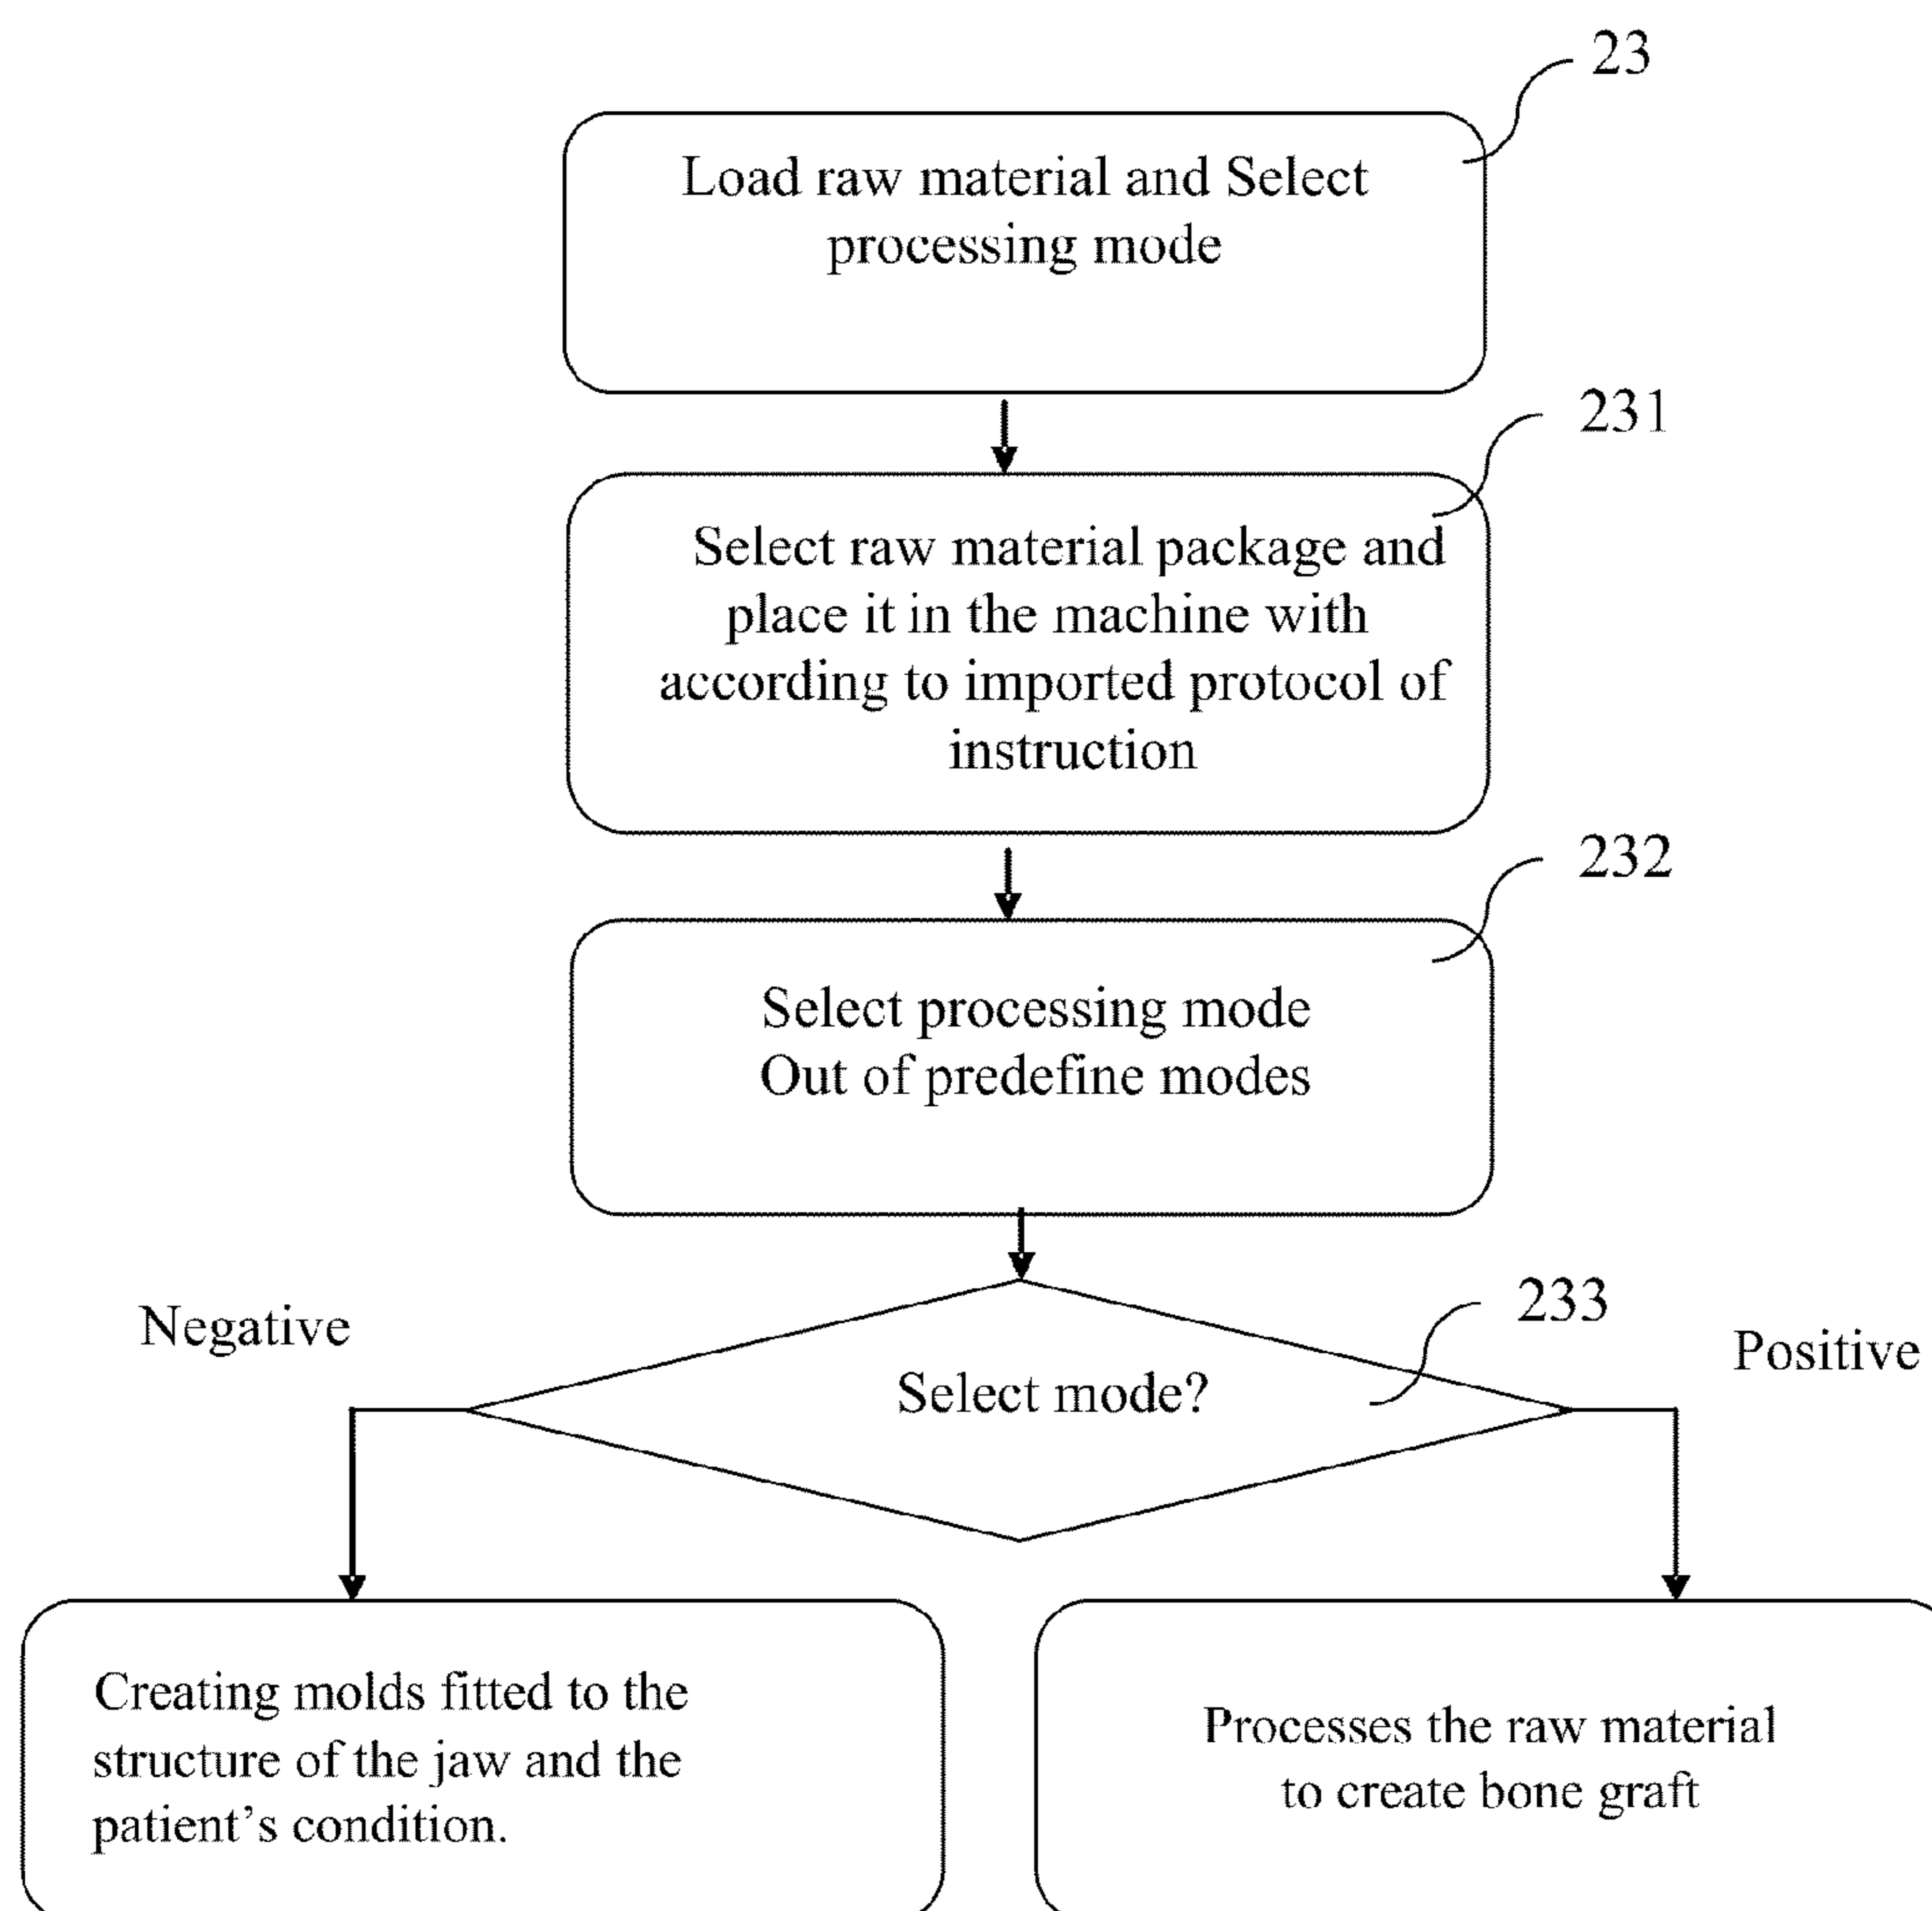 23
Load raw material and Select
processing mode
231
Select raw material package and
place it in the machine with
according to imported protocol of
instruction
232
Select processing mode
Out of predefine modes
233
Negative
Select mode?
Positive
Creating molds fitted to the
structure of the jaw and the
patient’s condition.
Processes the raw material
to create bone graft